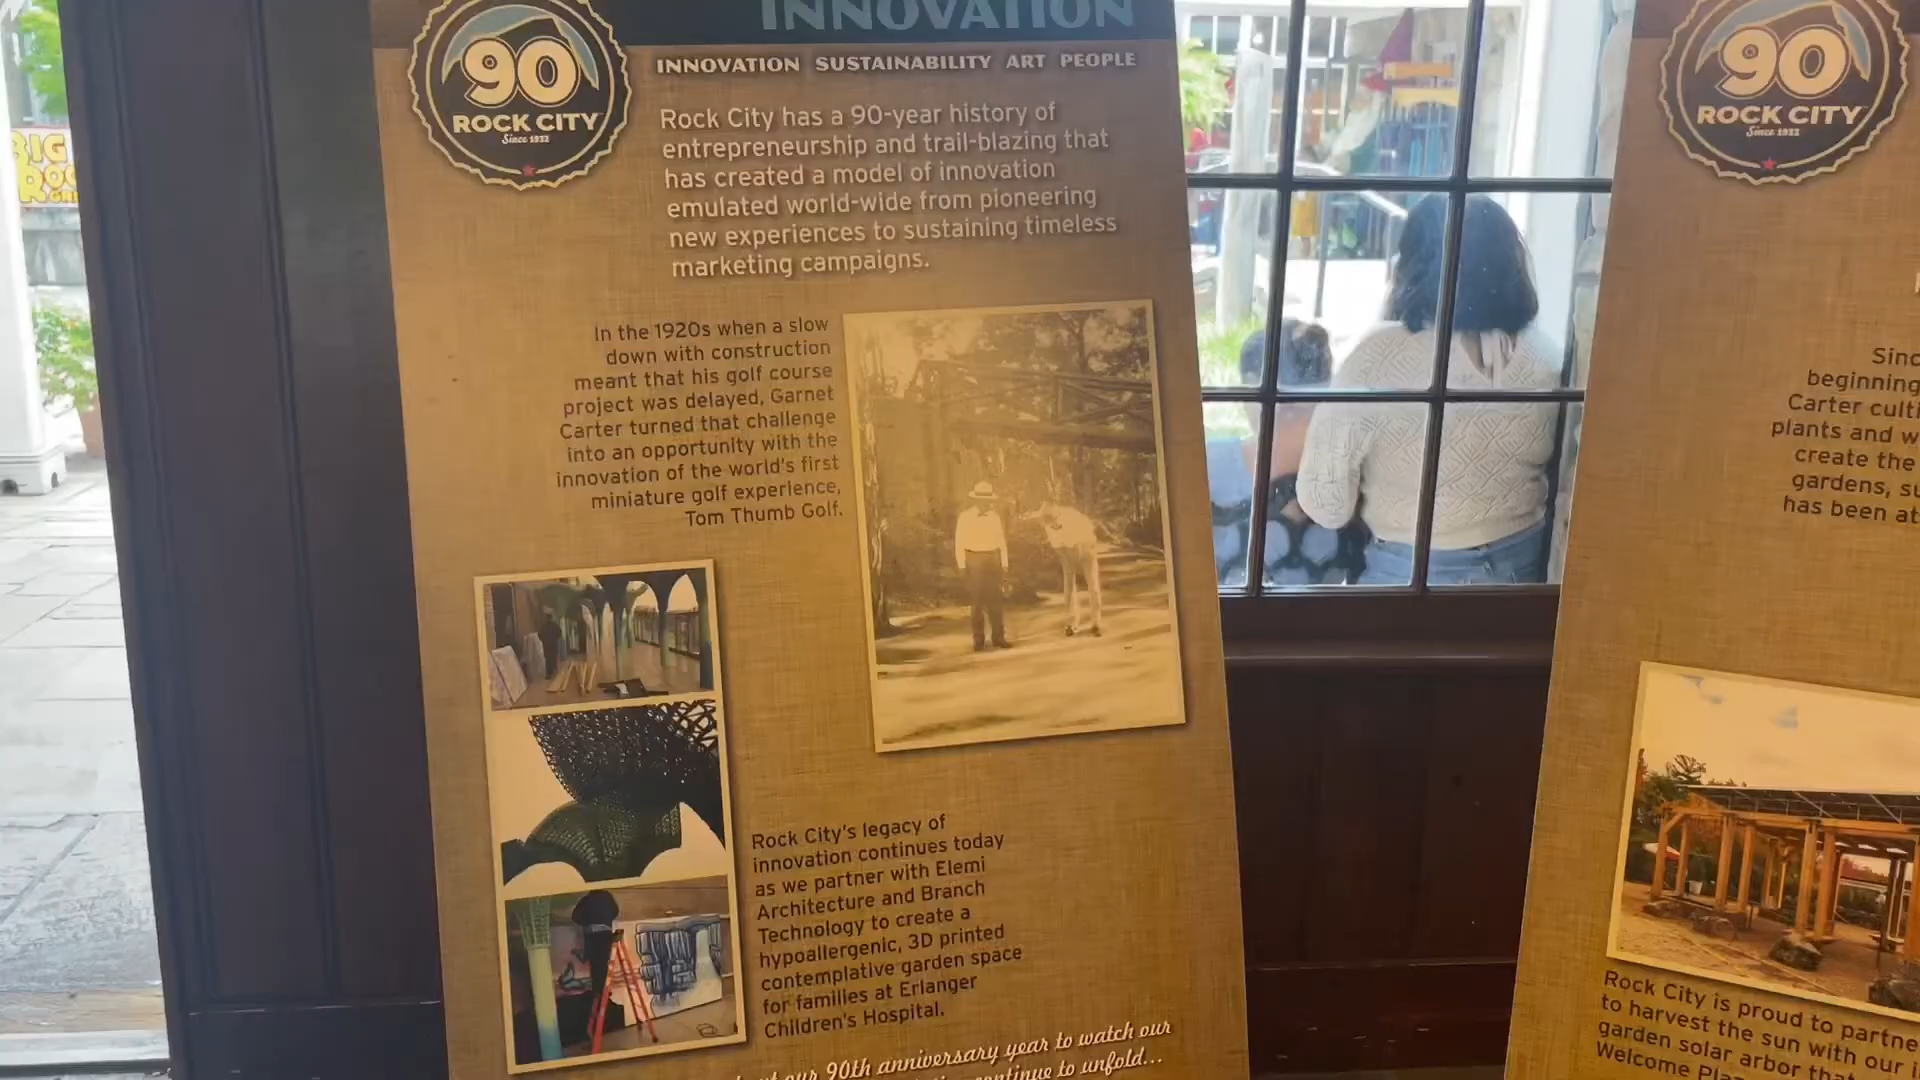 INNOVATION
90
ROCK CITY
Since 1932
INNOVATION SUSTAINABILITY ART PEOPLE
Rock City has a 90-year history of
entrepreneurship and trail-blazing that
has created a model of innovation
emulated world-wide from pioneering
new experiences to sustaining timeless
marketing campaigns.
In the 1920s when a slow
down with construction
meant that his golf course
project was delayed, Garnet
Carter turned that challenge
into an opportunity with the
innovation of the world's first
miniature golf experience,
Tom Thumb Golf.
Rock City's legacy of
innovation continues today
as we partner with Elemi
Architecture and Branch
Technology to create a
hypoallergenic, 3D printed
contemplative garden space
for families at Erlanger
Children's Hospital.
our 90th anniversary year to watch our
continue to unfold...
90
ROCK CITY
Since 1932
beginning
Carter
plants and
create the
gardens,
has been
Rock City is proud to
to harvest the sun with our
garden solar arbor
Welcome
BIG